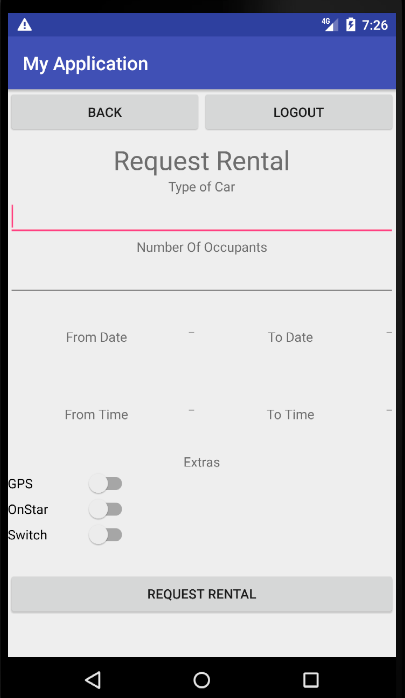 4G 7:26
My Application
BACK LOGOUT
Request Rental
Type of Car
Number Of Occupants
From Date To Date
From Time To Time
Extras
GPS
OnStar
Switch
REQUEST RENTAL